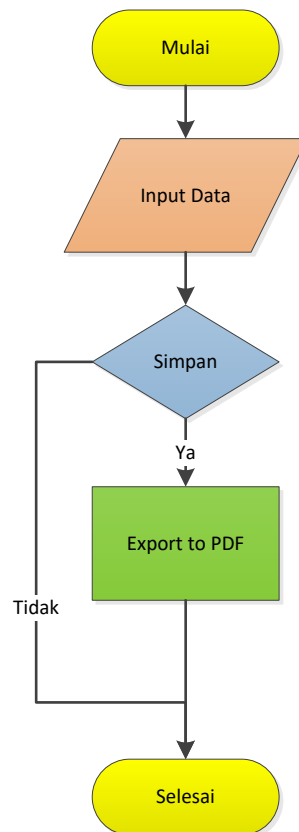 Mulai
Input Data
Simpan
Ya
Export to PDF
Tidak
Selesai